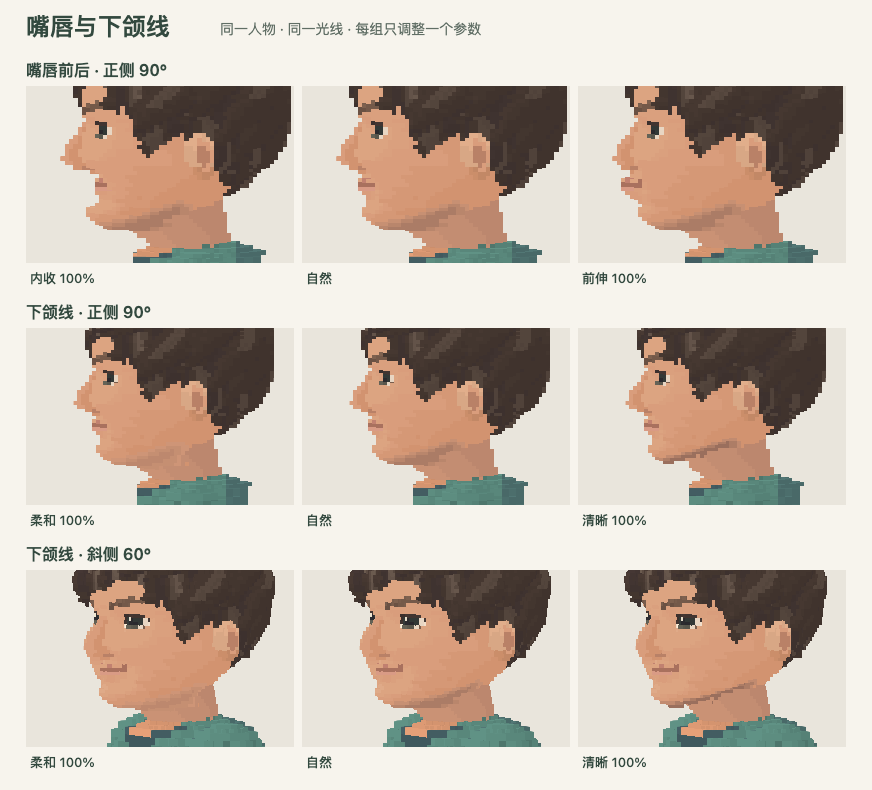 嘴唇与下颌线
同一人物 · 同一光线 · 每组只调整一个参数
嘴唇前后 · 正侧 90°
内收 100%
自然
前伸 100%
下颌线 · 正侧 90°
柔和 100%
自然
清晰 100%
下颌线 · 斜侧 60°
柔和 100%
自然
清晰 100%